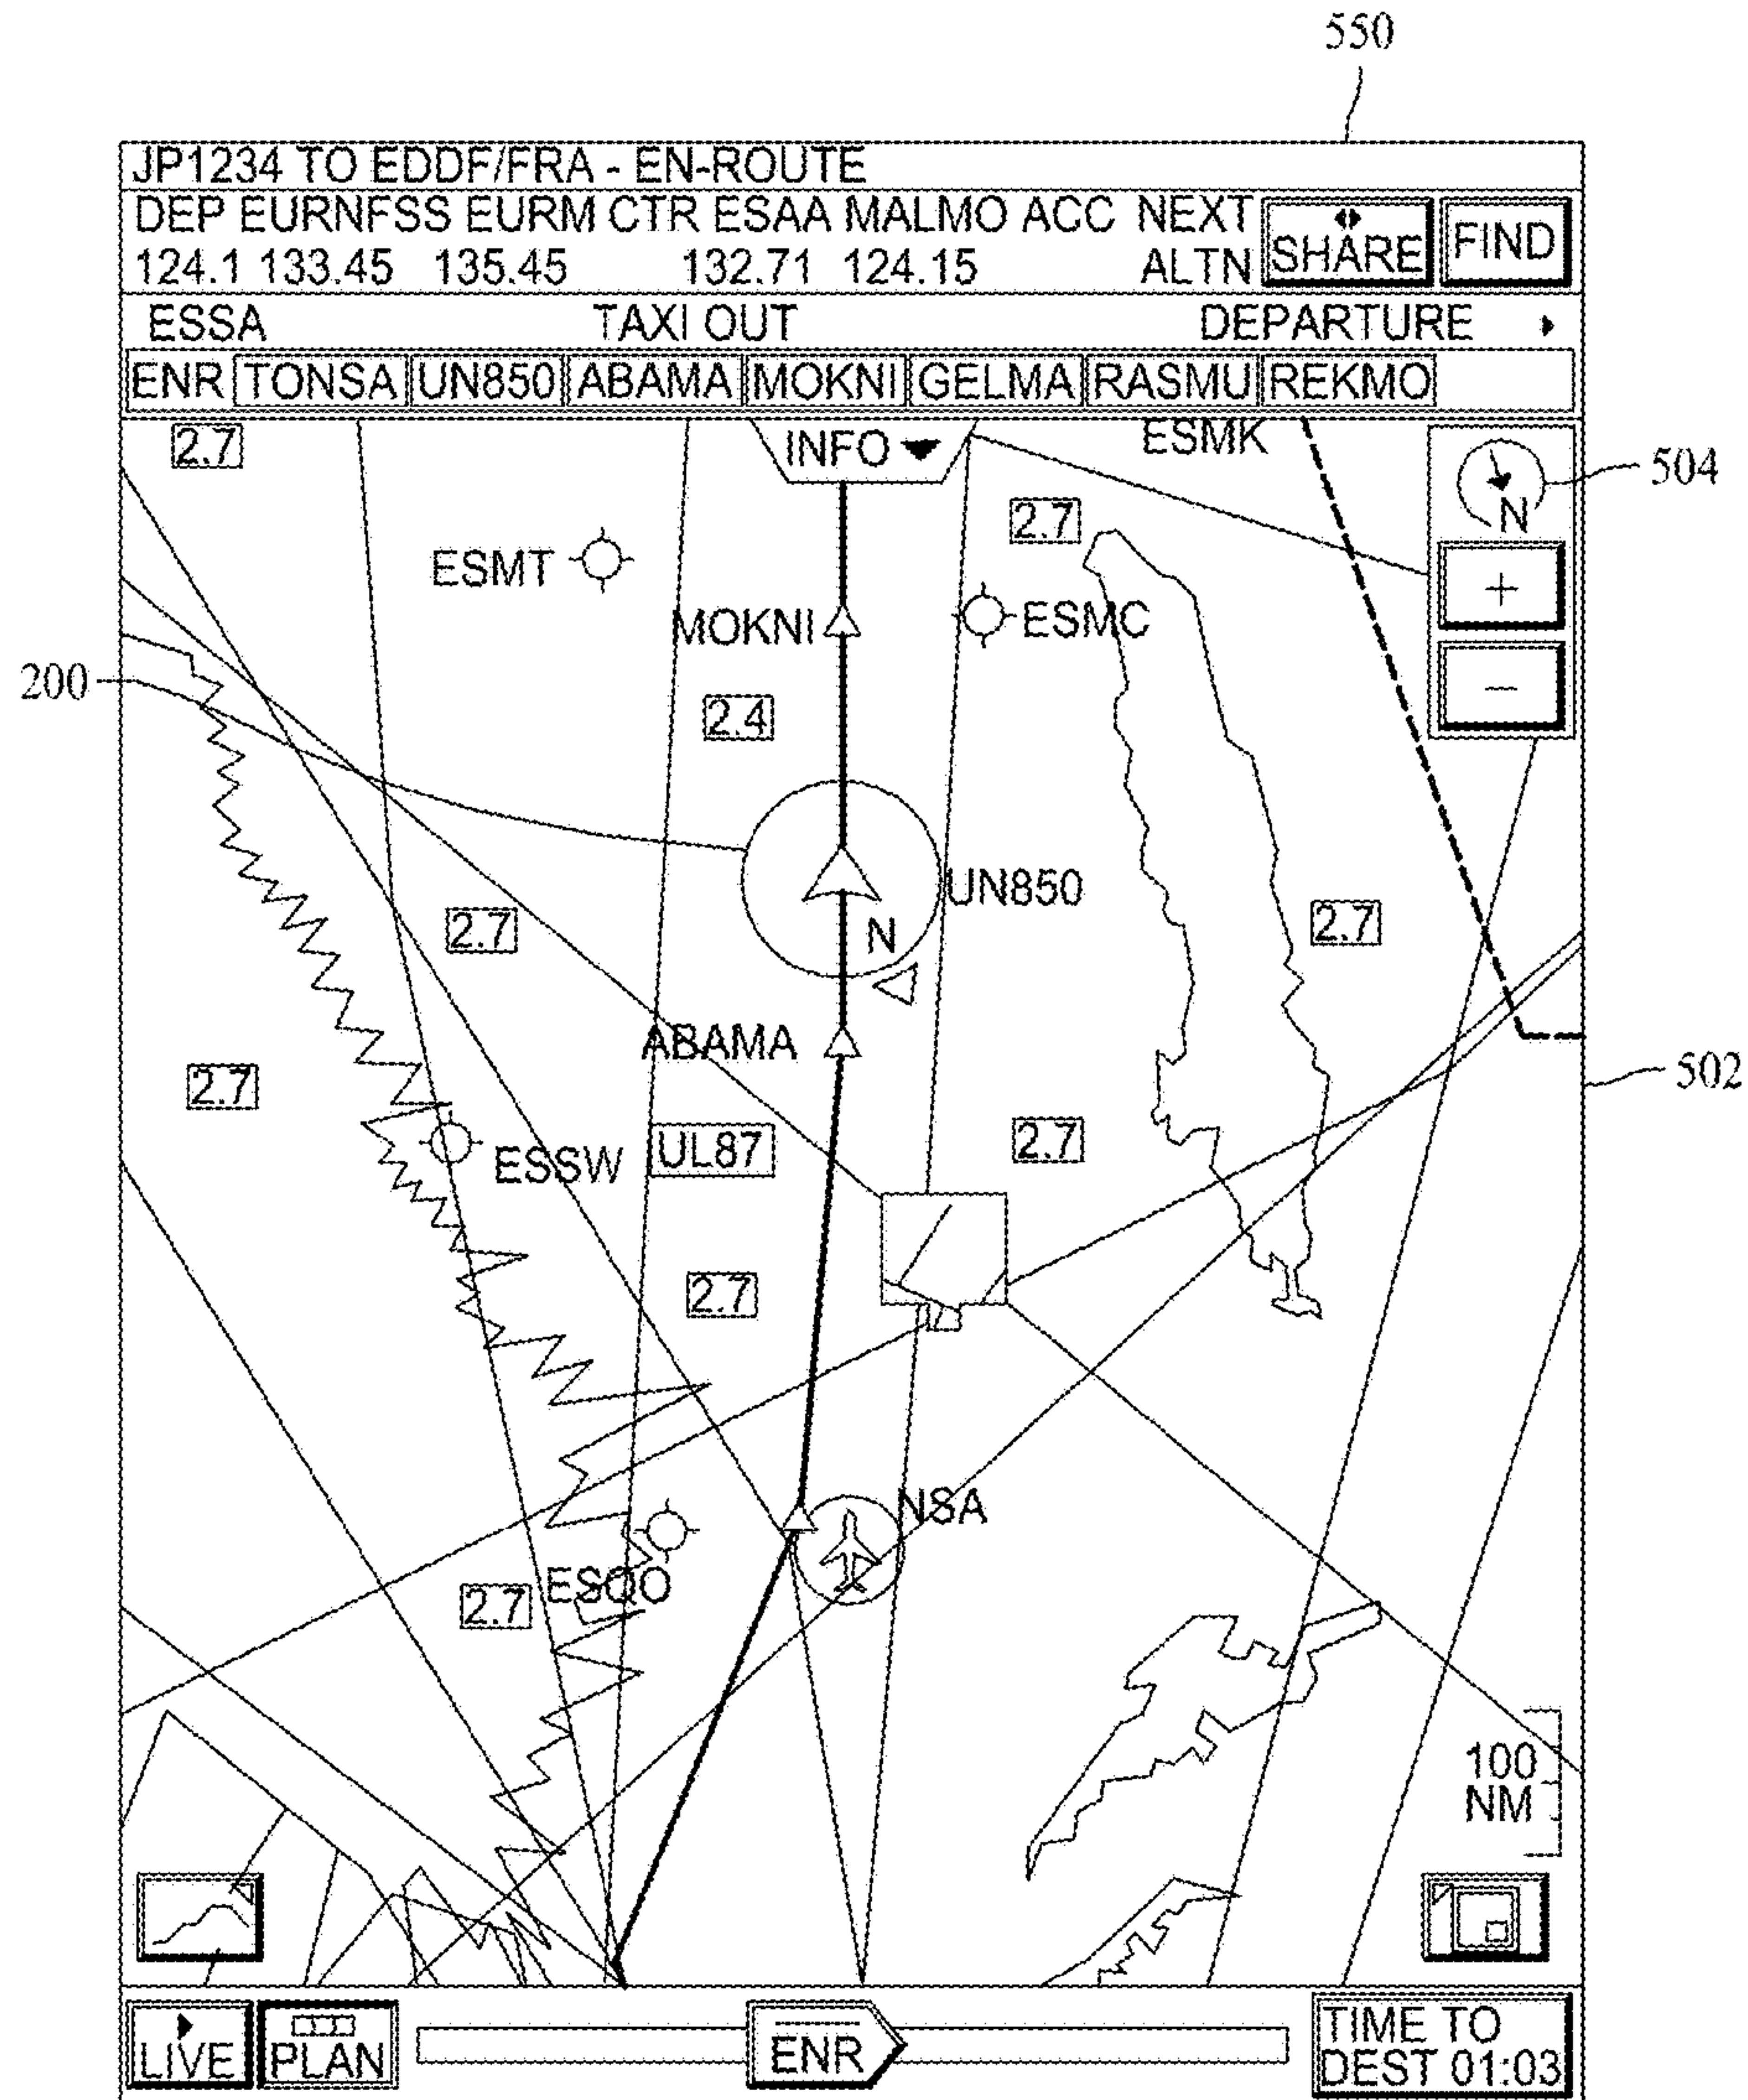 550
JP1234 TO EDDF/FRA - EN-ROUTE
DEP EURNFSS EURM CTR ESAA MALMO ACC NEXT
124.1 133.45 135.45 132.71 124.15 ALTN
SHARE
FIND
ESSA TAXI OUT DEPARTURE
ENR TONSA UN850 ABAMA MOKNI GELMA RASMU REKMO
2.7
INFO
ESMK
504
N
2.7
ESMT
+
MOKNI
ESMC
200
−
2.4
UN850
2.7
N
2.7
ABAMA
502
2.7
ESSW
UL87
2.7
2.7
NSA
ESQO
2.7
100
NM
LIVE
PLAN
ENR
TIME TO
DEST 01:03